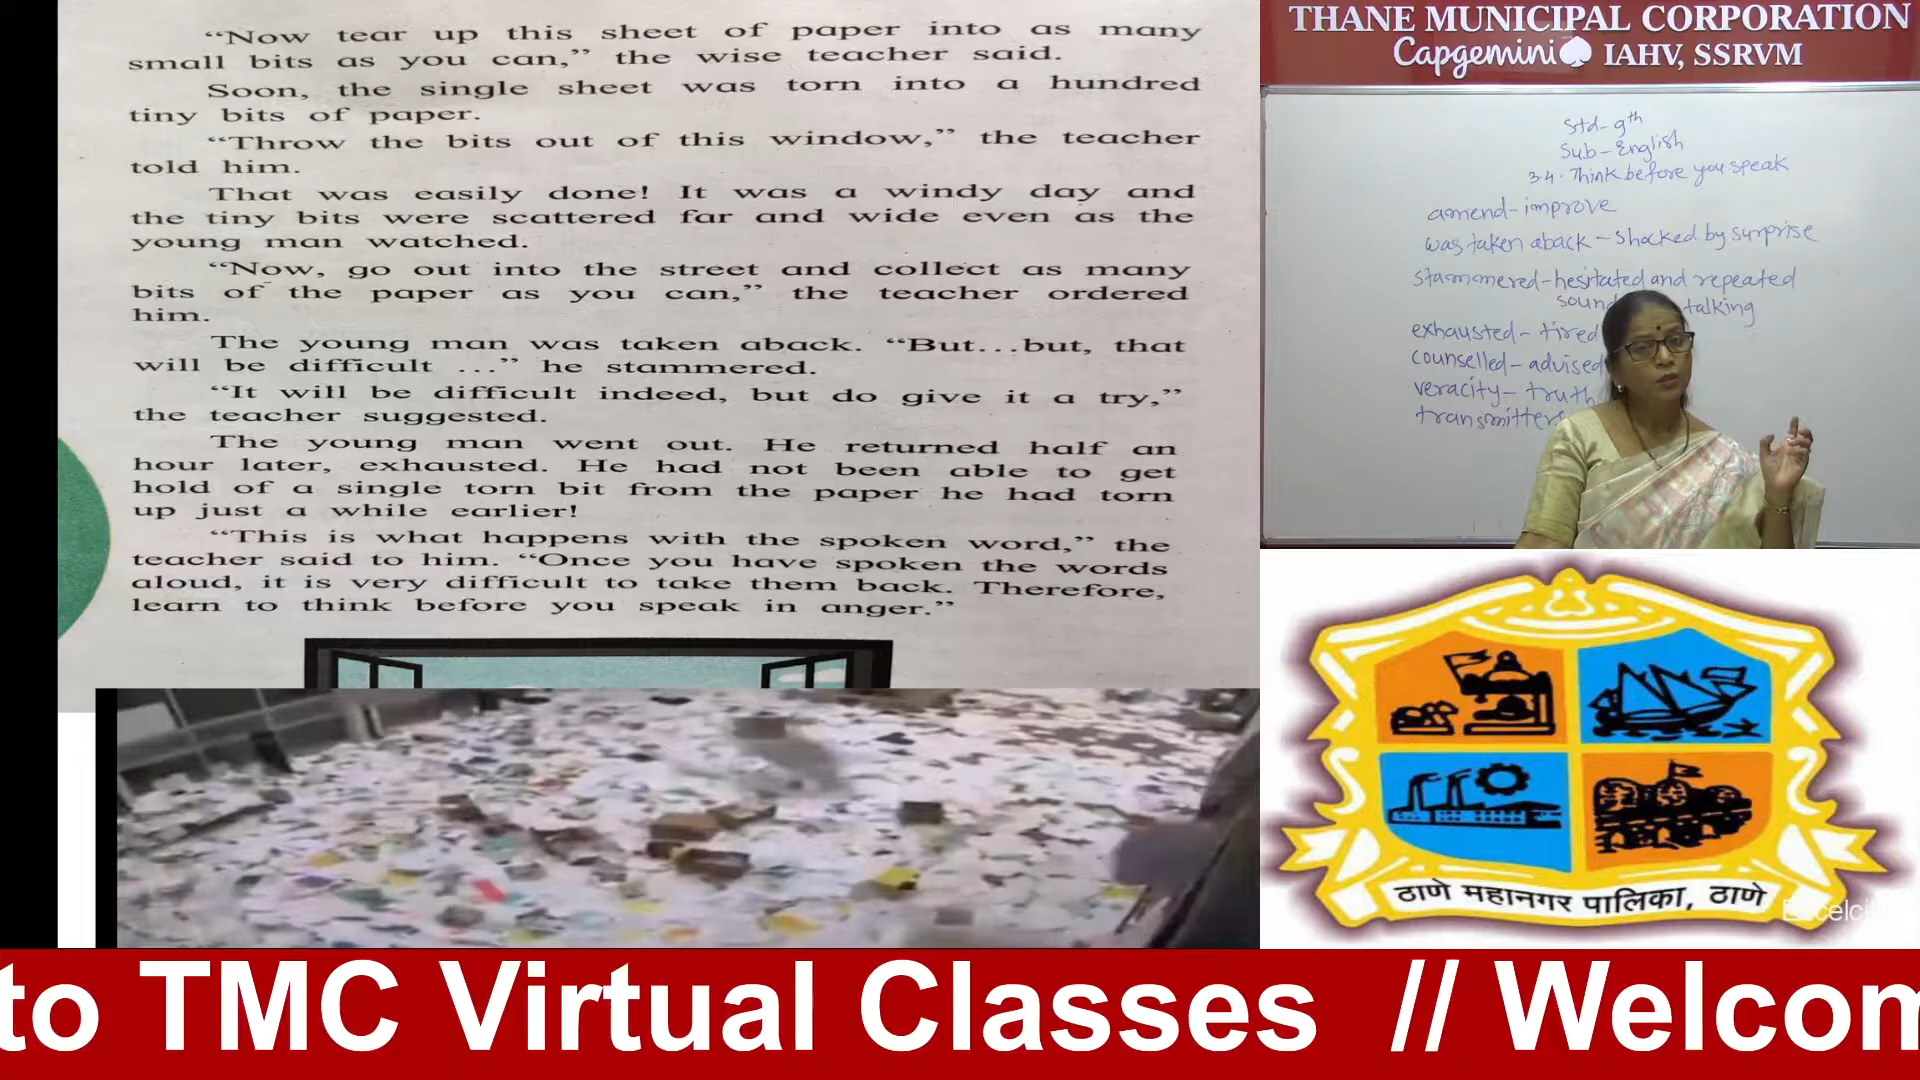 “Now tear up this sheet of paper into as many
small bits as you can,” the wise teacher said.
Soon, the single sheet was torn into a hundred
tiny bits of paper.
“Throw the bits out of this window,” the teacher
told him.
That was easily done! It was a windy day and
the tiny bits were scattered far and wide even as the
young man watched.
“Now, go out into the street and collect as many
bits of the paper as you can,” the teacher ordered
him.
The young man was taken aback. “But...but, that
will be difficult ...” he stammered.
“It will be difficult indeed, but do give it a try,”
the teacher suggested.
The young man went out. He returned half an
hour later, exhausted. He had not been able to get
hold of a single torn bit from the paper he had torn
up just a while earlier!
“This is what happens with the spoken word,” the
teacher said to him. “Once you have spoken the words
aloud, it is very difficult to take them back. Therefore,
learn to think before you speak in anger.”
THANE MUNICIPAL CORPORATION
Capgemini IAHV, SSRVM
Std-9th
Sub-English
3.4. Think before you speak
amend-improve
was taken aback-shocked by surprise
stammered-hesitated and repeated
sound talking
exhausted-tired
counselled-advised
veracity-truth
transmitters
ठाणे महानगर पालिका, ठाणे
to TMC Virtual Classes // Welcom